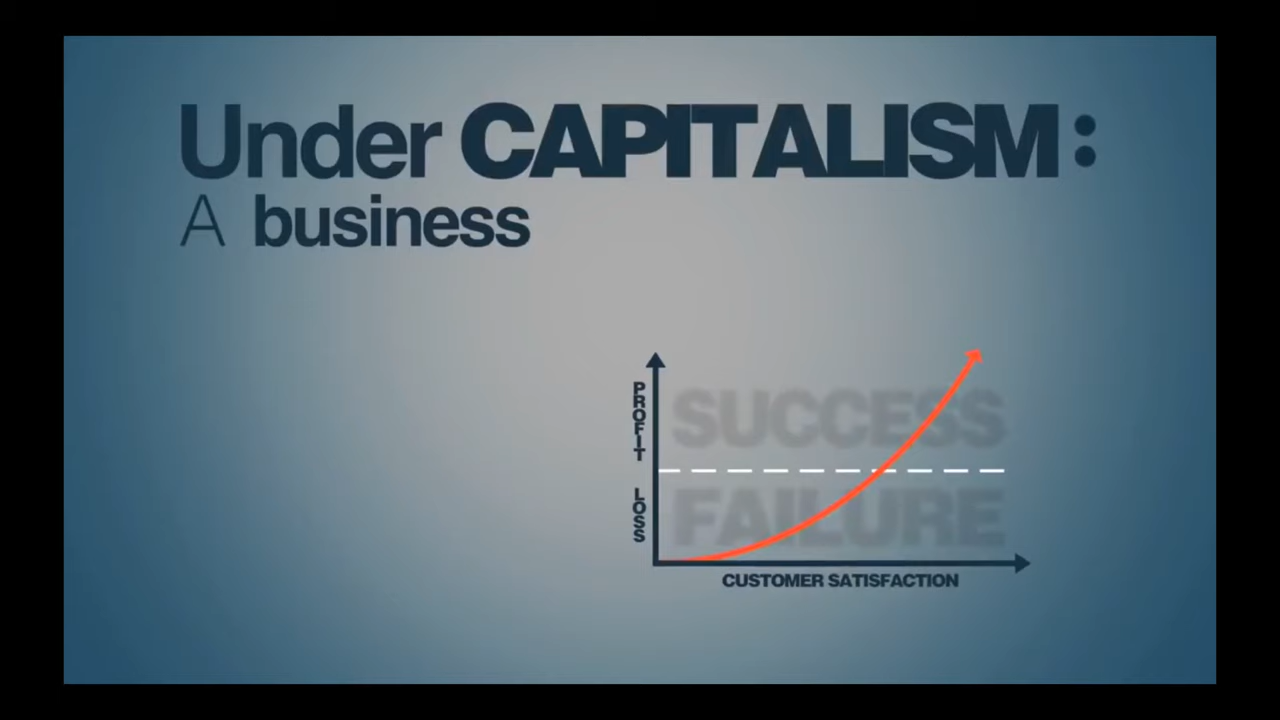 Under CAPITALISM:
A business
PROFIT
SUCCESS
LOSS
FAILURE
CUSTOMER SATISFACTION